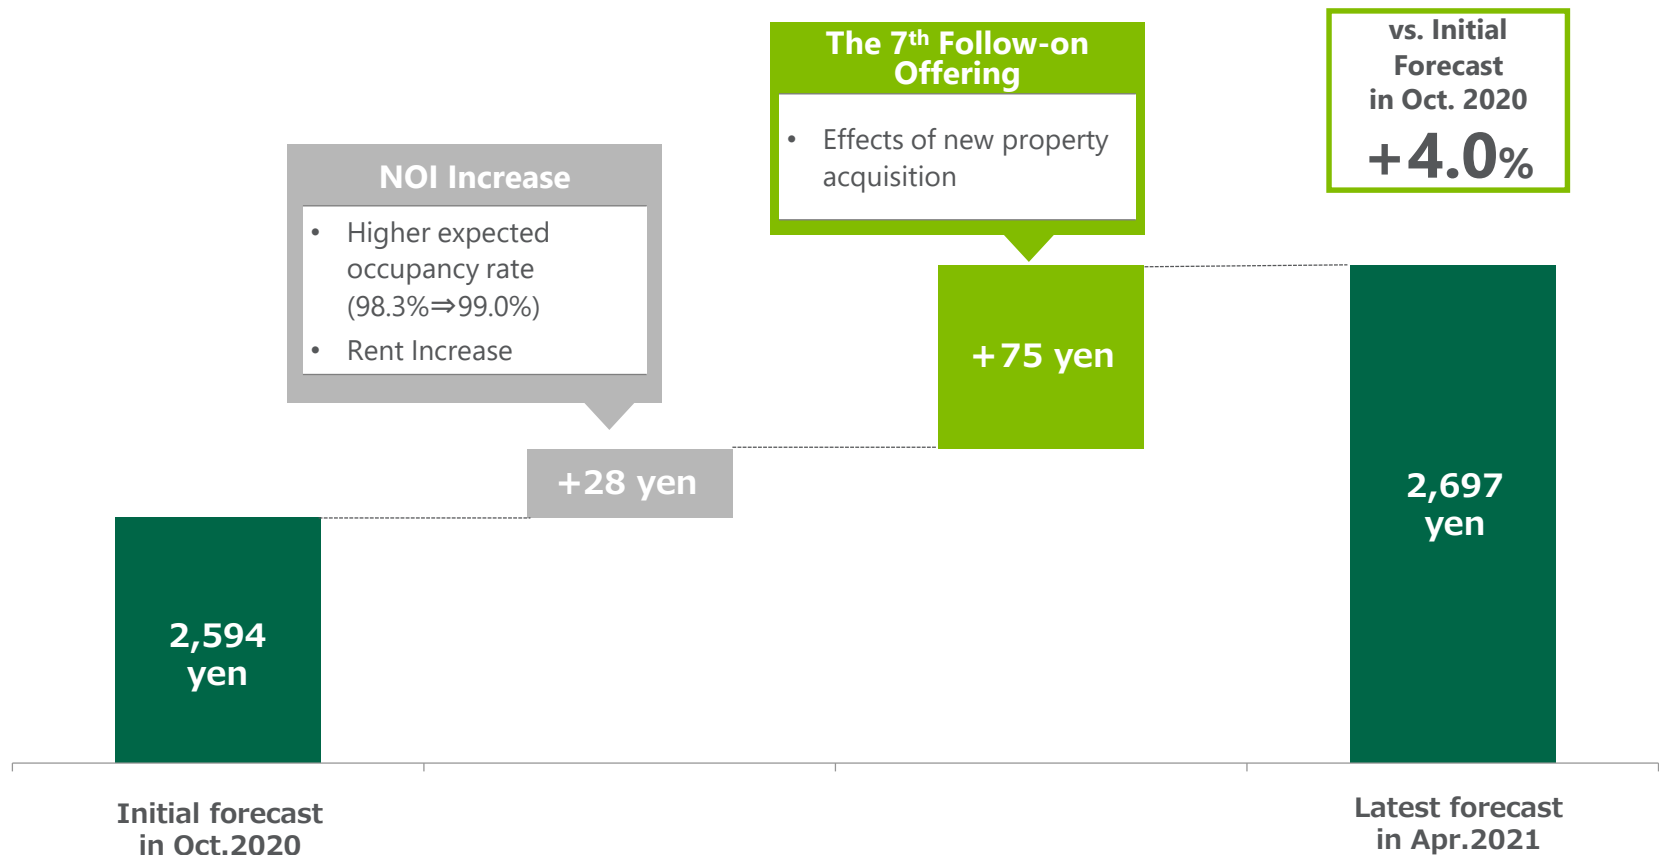 The 7th Follow-on
Offering
• Effects of new property
acquisition
vs. Initial
Forecast
in Oct. 2020
+4.0%
NOI Increase
• Higher expected
occupancy rate
(98.3%⇒99.0%)
• Rent Increase
+75 yen
+28 yen
2,697
yen
2,594
yen
Initial forecast
in Oct.2020
Latest forecast
in Apr.2021